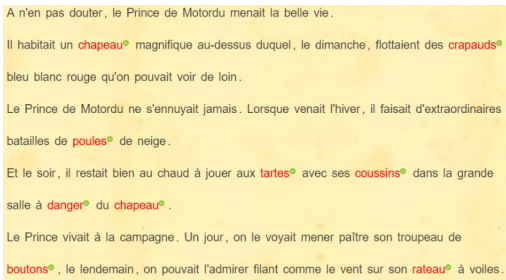 A n'en pas douter, le Prince de Motordu menait la belle vie.
Il habitait un chapeau magnifique au-dessus duquel, le dimanche, flottaient des crapauds
bleu blanc rouge qu'on pouvait voir de loin.
Le Prince de Motordu ne s'ennuyait jamais. Lorsque venait l'hiver, il faisait d'extraordinaires
batailles de poules de neige.
Et le soir, il restait bien au chaud à jouer aux tartes avec ses coussins dans la grande
salle à danger du chapeau.
Le Prince vivait à la campagne. Un jour, on le voyait mener paître son troupeau de
boutons, le lendemain, on pouvait l'admirer filant comme le vent sur son rateau à voiles.